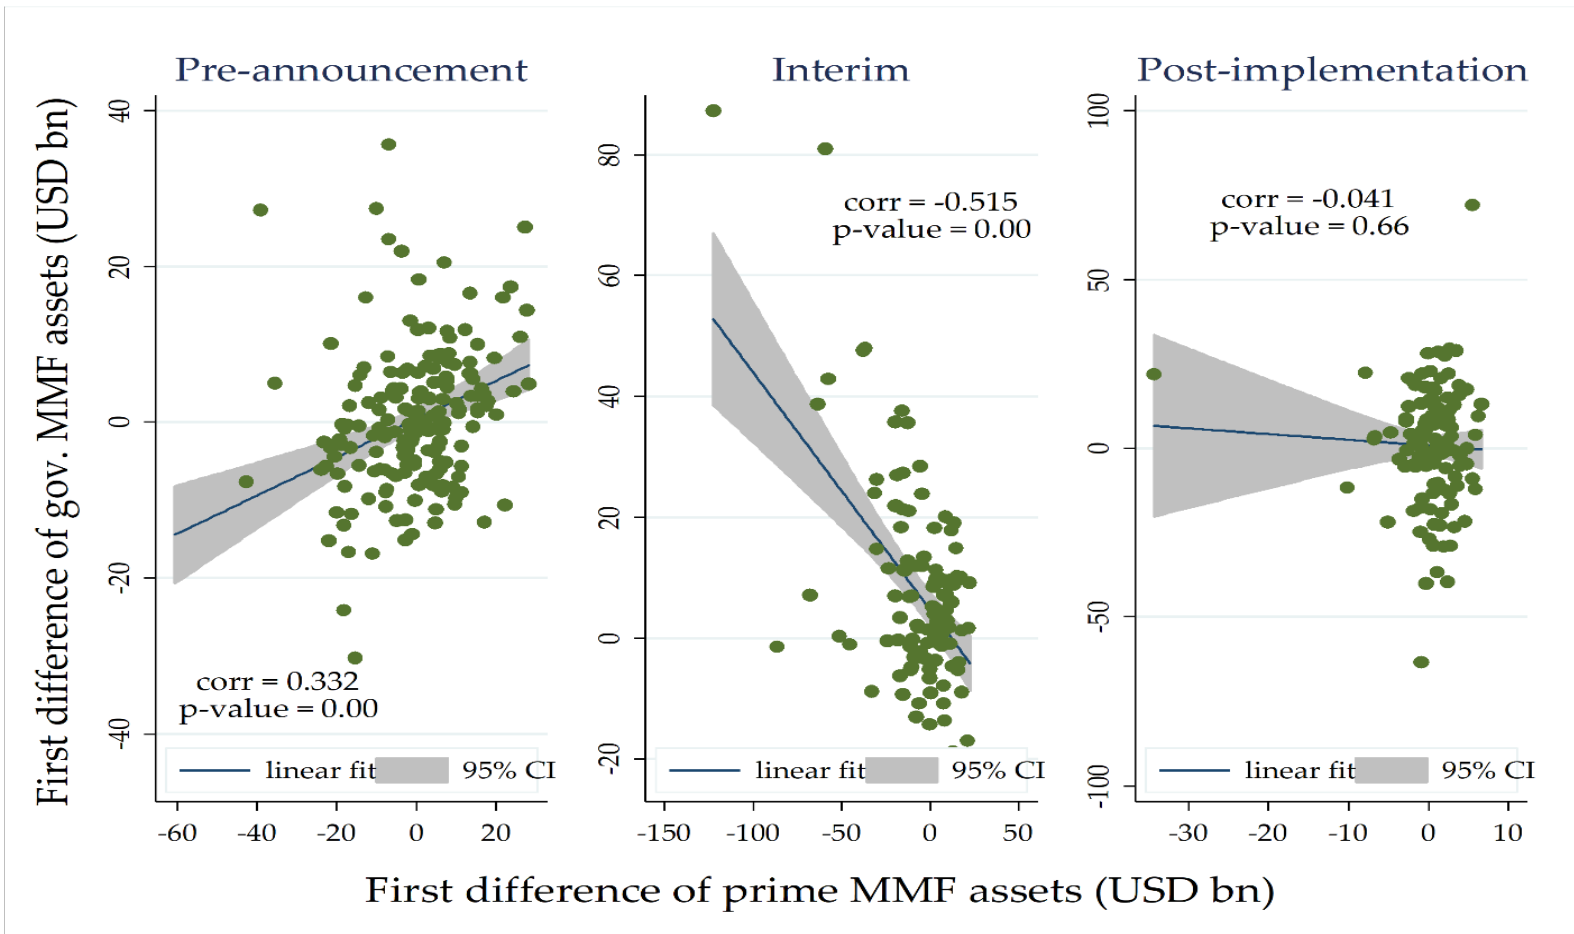 Pre-announcement
Interim
Post-implementation
First difference of gov. MMF assets (USD bn)
40
20
0
-20
-40
corr = 0.332
p-value = 0.00
linear fit
95% CI
-60
-40
-20
0
20
80
60
40
20
0
-20
corr = -0.515
p-value = 0.00
linear fit
95% CI
-150
-100
-50
0
50
100
50
0
-50
-100
corr = -0.041
p-value = 0.66
linear fit
95% CI
-30
-20
-10
0
10
First difference of prime MMF assets (USD bn)